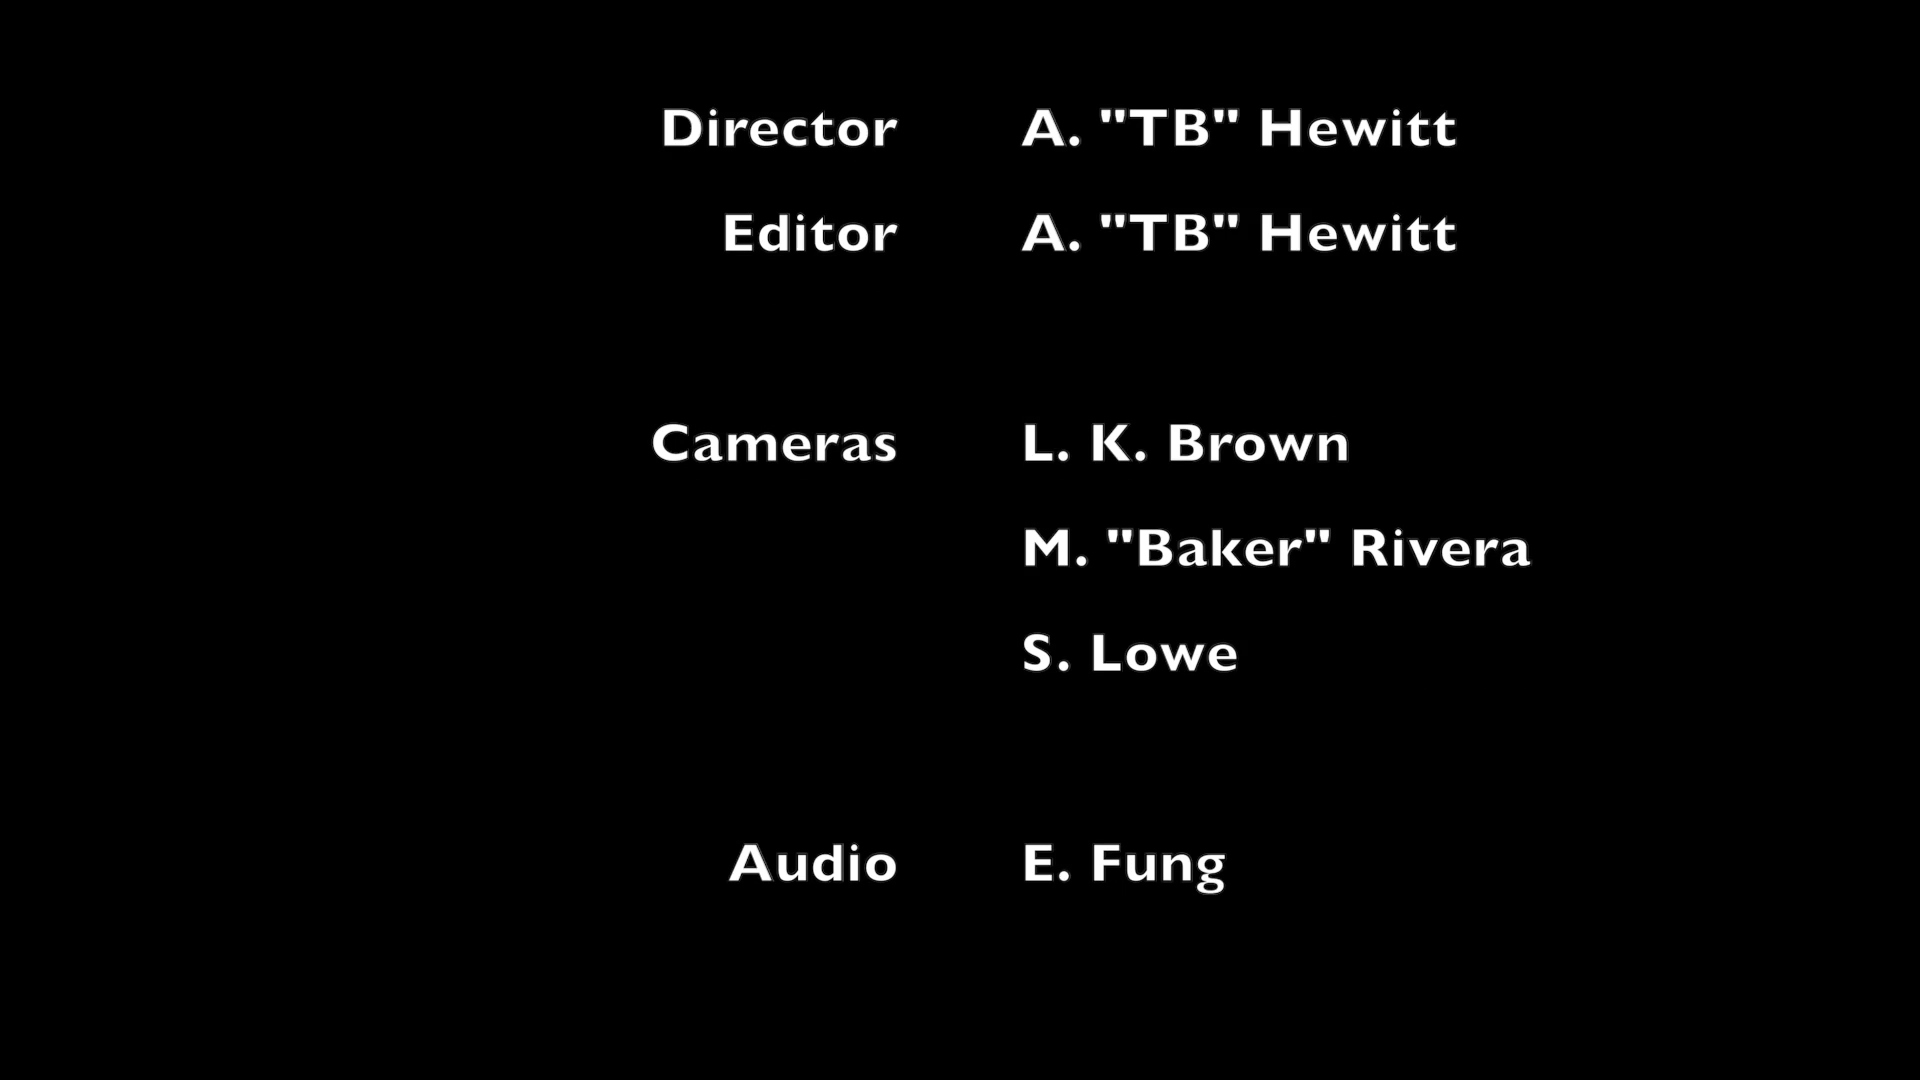 Director A. "TB" Hewitt
Editor A. "TB" Hewitt
Cameras L. K. Brown
M. "Baker" Rivera
S. Lowe
Audio E. Fung